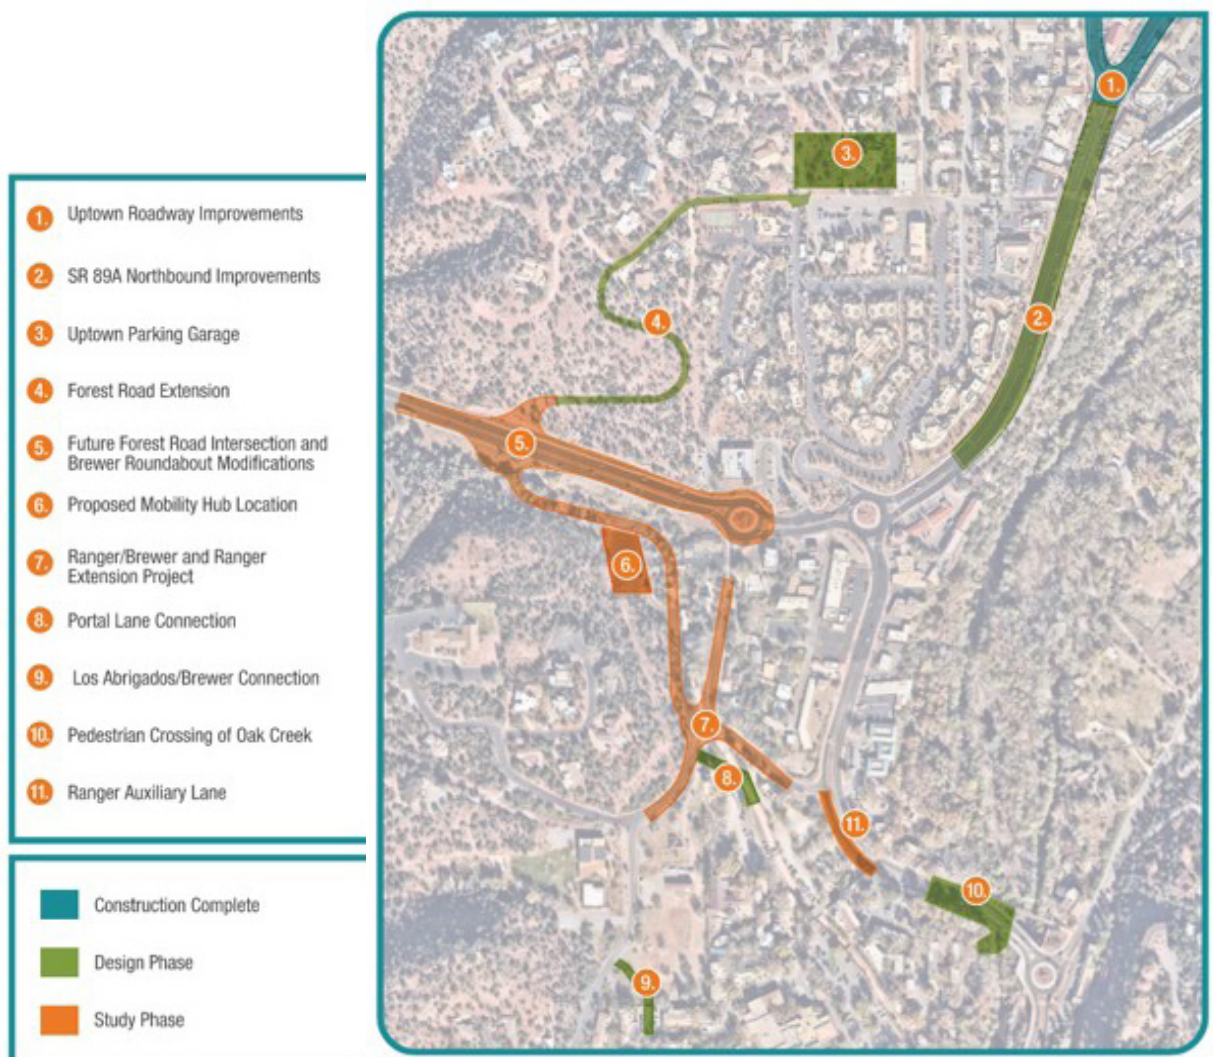 1. Uptown Roadway Improvements
2. SR 89A Northbound Improvements
3. Uptown Parking Garage
4. Forest Road Extension
5. Future Forest Road Intersection and
Brewer Roundabout Modifications
6. Proposed Mobility Hub Location
7. Ranger/Brewer and Ranger
Extension Project
8. Portal Lane Connection
9. Los Abrigados/Brewer Connection
10. Pedestrian Crossing of Oak Creek
11. Ranger Auxiliary Lane
Construction Complete
Design Phase
Study Phase
1.
3.
2.
4.
5.
6.
7.
8.
11.
10.
9.